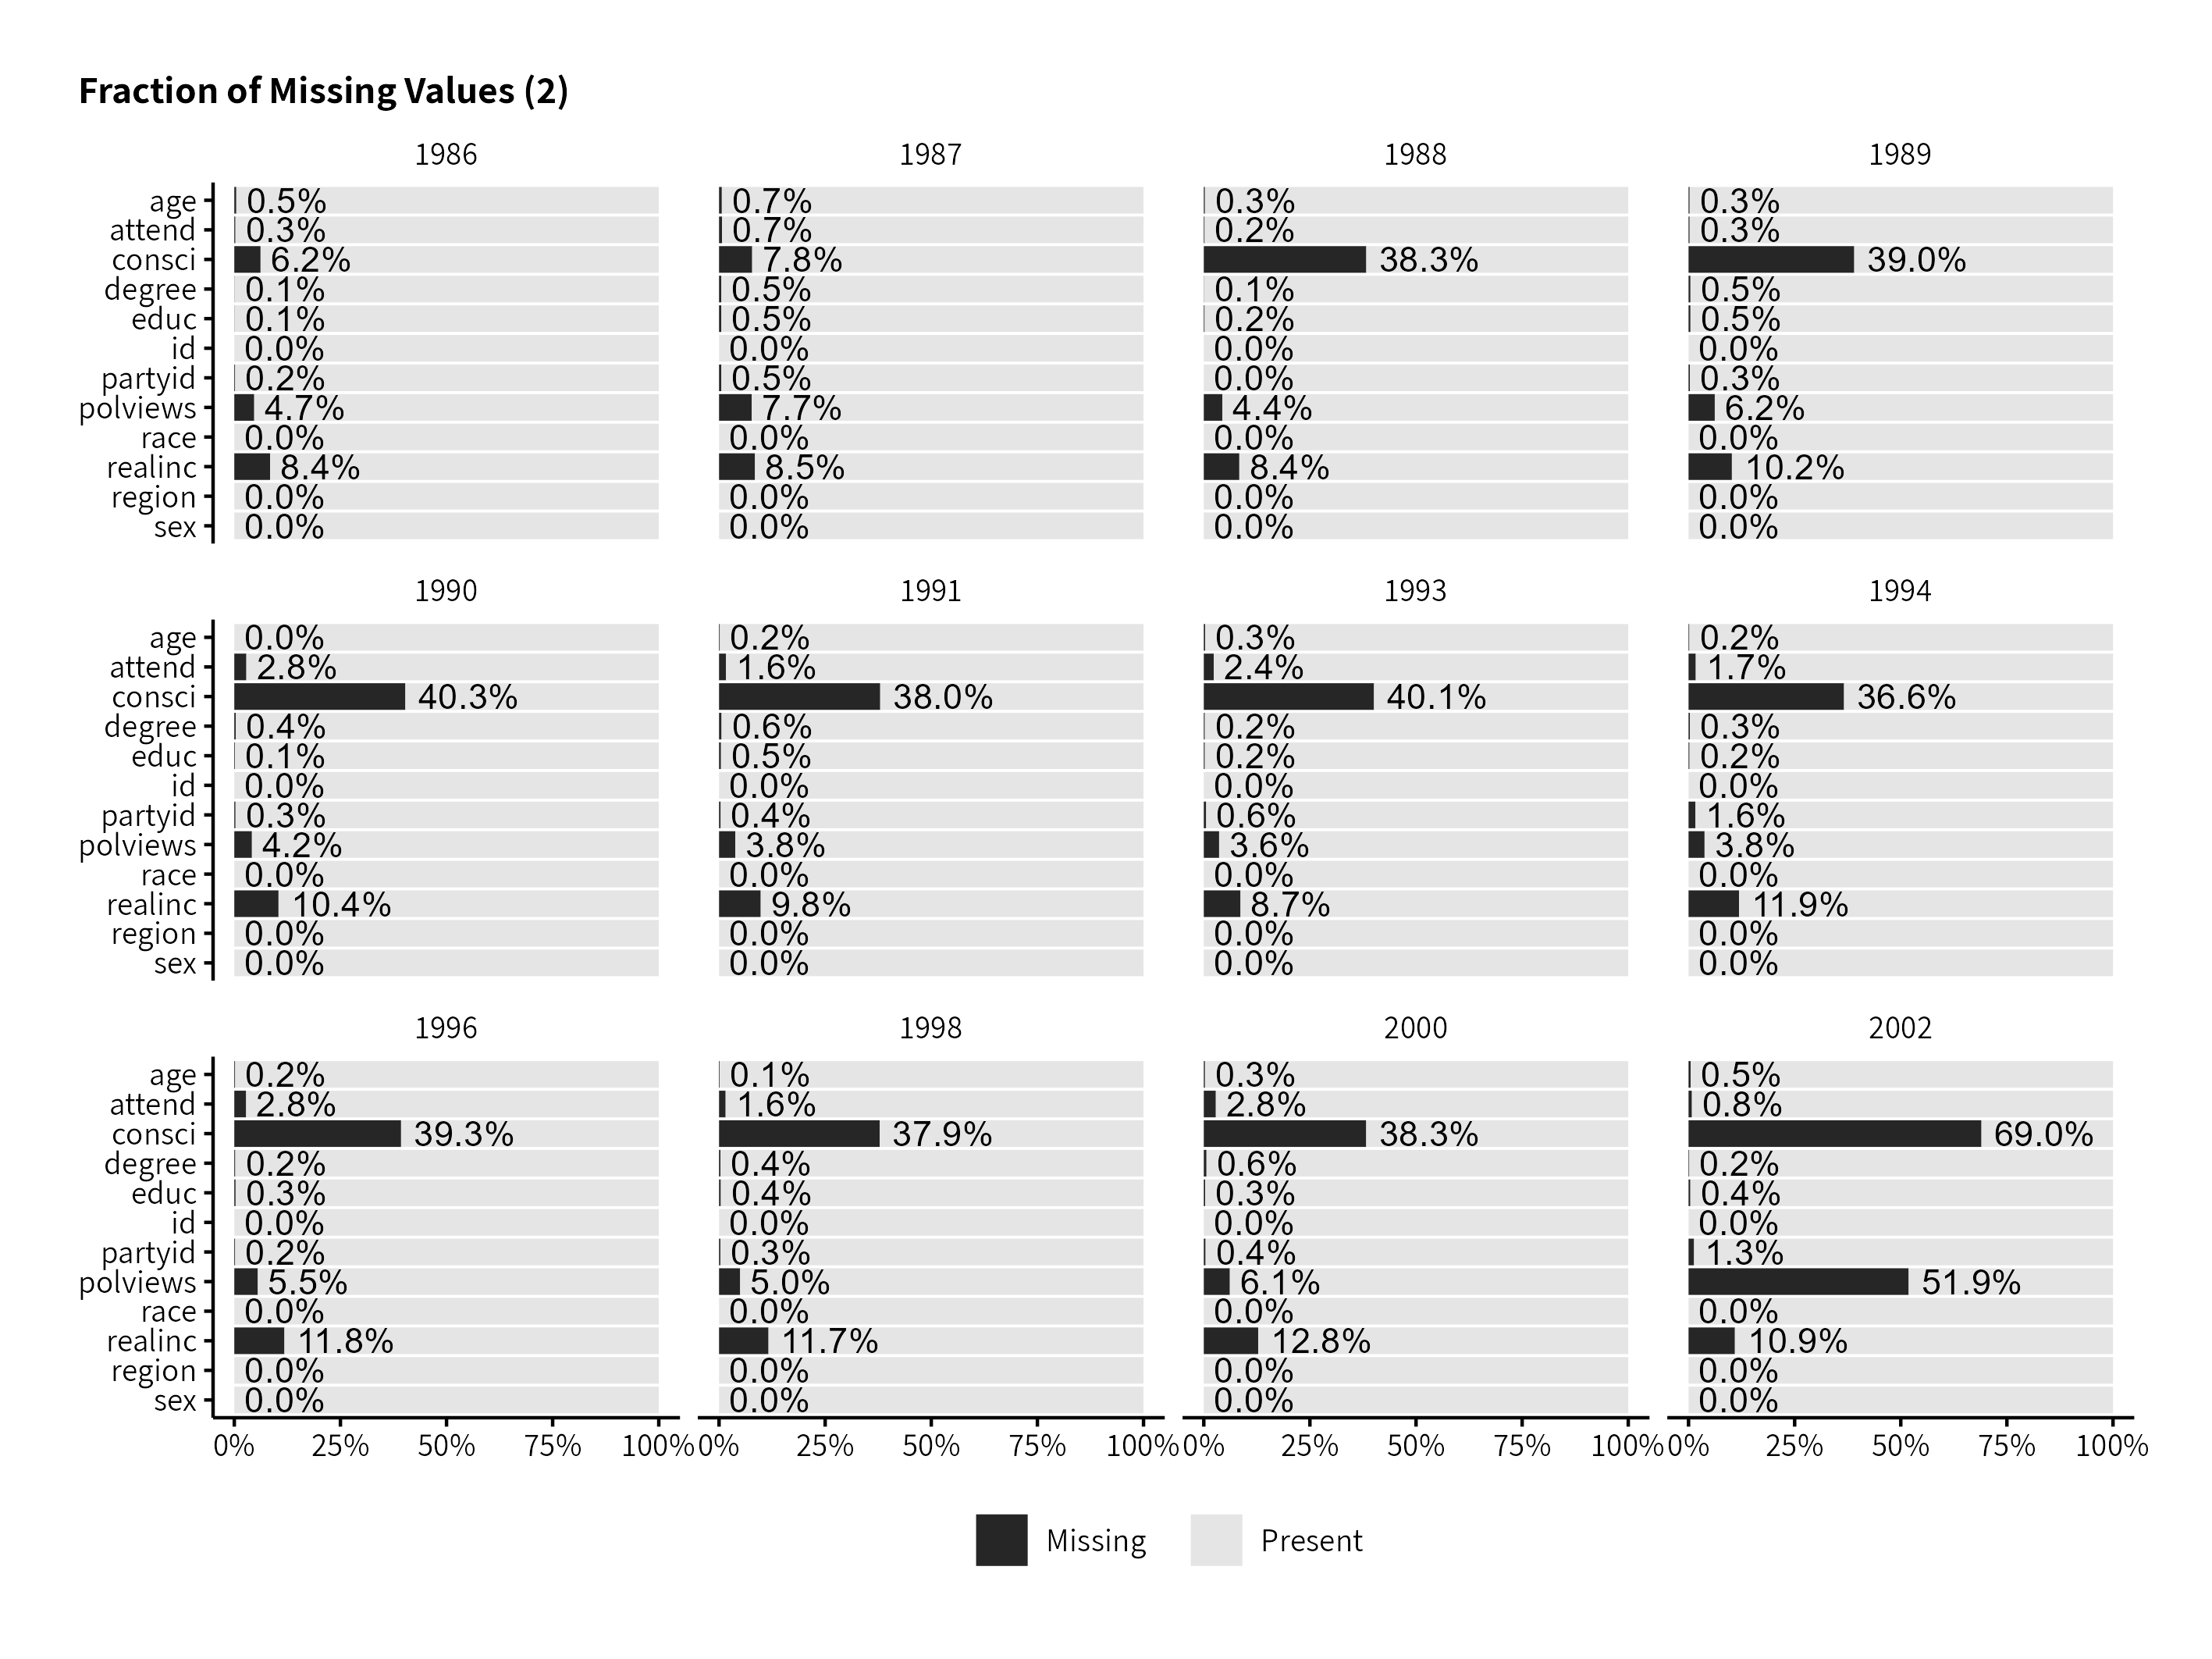 Fraction of Missing Values (2)
1986 1987 1988 1989
age 0.5% 0.7% 0.3% 0.3%
attend 0.3% 0.7% 0.2% 0.3%
consci 6.2% 7.8% 38.3% 39.0%
degree 0.1% 0.5% 0.1% 0.5%
educ 0.1% 0.5% 0.2% 0.5%
id 0.0% 0.0% 0.0% 0.0%
partyid 0.2% 0.5% 0.0% 0.3%
polviews 4.7% 7.7% 4.4% 6.2%
race 0.0% 0.0% 0.0% 0.0%
realinc 8.4% 8.5% 8.4% 10.2%
region 0.0% 0.0% 0.0% 0.0%
sex 0.0% 0.0% 0.0% 0.0%
1990 1991 1993 1994
age 0.0% 0.2% 0.3% 0.2%
attend 2.8% 1.6% 2.4% 1.7%
consci 40.3% 38.0% 40.1% 36.6%
degree 0.4% 0.6% 0.2% 0.3%
educ 0.1% 0.5% 0.2% 0.2%
id 0.0% 0.0% 0.0% 0.0%
partyid 0.3% 0.4% 0.6% 1.6%
polviews 4.2% 3.8% 3.6% 3.8%
race 0.0% 0.0% 0.0% 0.0%
realinc 10.4% 9.8% 8.7% 11.9%
region 0.0% 0.0% 0.0% 0.0%
sex 0.0% 0.0% 0.0% 0.0%
1996 1998 2000 2002
age 0.2% 0.1% 0.3% 0.5%
attend 2.8% 1.6% 2.8% 0.8%
consci 39.3% 37.9% 38.3% 69.0%
degree 0.2% 0.4% 0.6% 0.2%
educ 0.3% 0.4% 0.3% 0.4%
id 0.0% 0.0% 0.0% 0.0%
partyid 0.2% 0.3% 0.4% 1.3%
polviews 5.5% 5.0% 6.1% 51.9%
race 0.0% 0.0% 0.0% 0.0%
realinc 11.8% 11.7% 12.8% 10.9%
region 0.0% 0.0% 0.0% 0.0%
sex 0.0% 0.0% 0.0% 0.0%
0% 25% 50% 75% 100% 0% 25% 50% 75% 100% 0% 25% 50% 75% 100% 0% 25% 50% 75% 100%
Missing Present